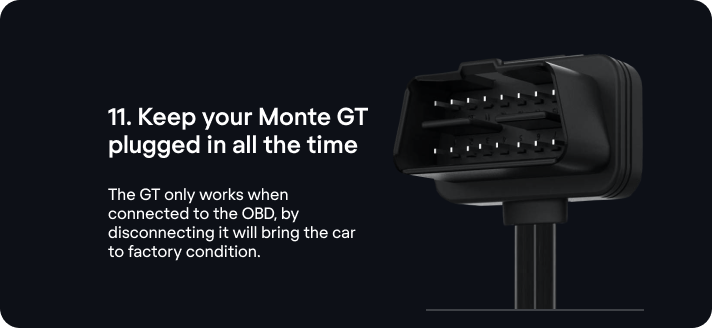 11. Keep your Monte GT
plugged in all the time
The GT only works when
connected to the OBD, by
disconnecting it will bring the car
to factory condition.